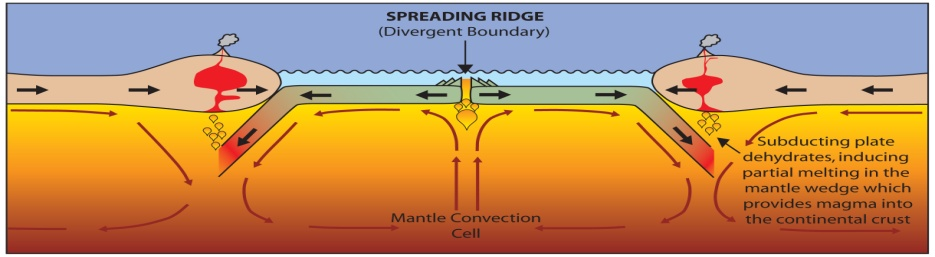 SPREADING RIDGE
(Divergent Boundary)
Subducting plate
dehydrates, inducing
partial melting in the
mantle wedge which
provides magma into
the continental crust
Mantle Convection
Cell